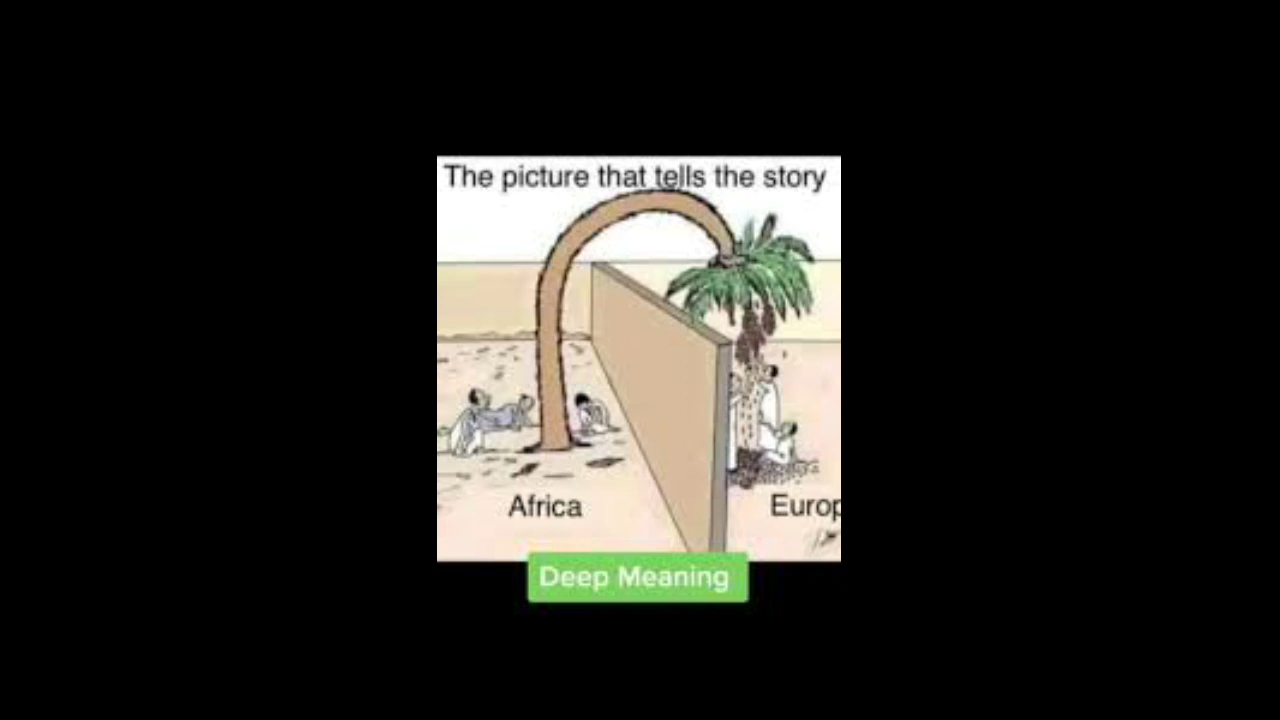 The picture that tells the story
Africa
Europ
Deep Meaning